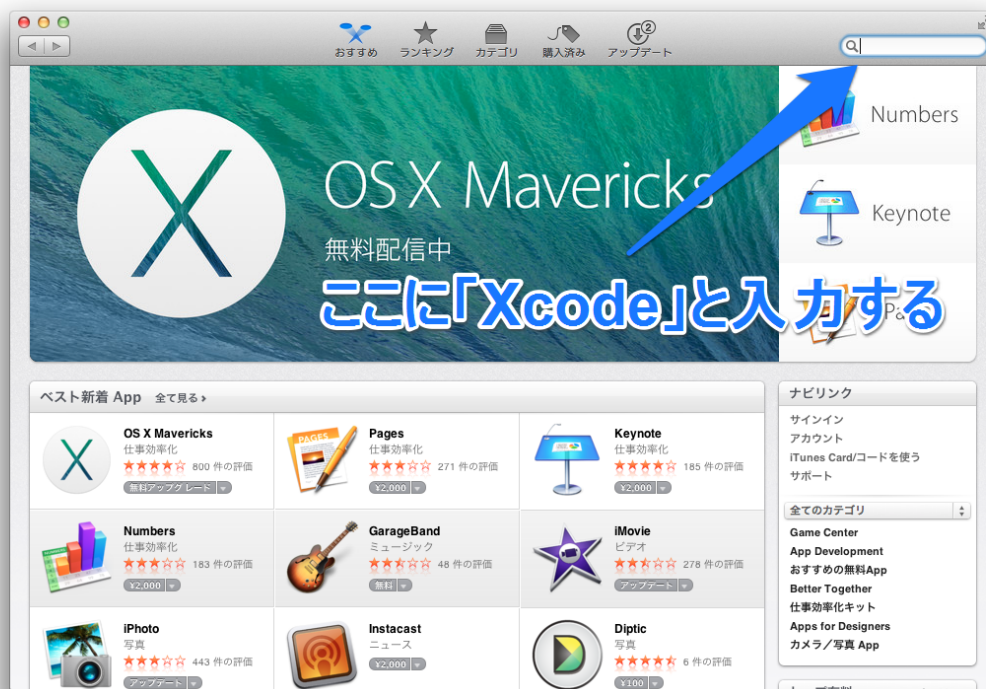 おすすめ
ランキング
カテゴリ
購入済み
アップデート
2
Numbers
OS X Mavericks
Keynote
無料配信中
ここに「Xcode」と入力する
ベスト新着 App 全て見る ›
ナビリンク
OS X Mavericks
仕事効率化
800 件の評価
無料アップグレード
Pages
仕事効率化
271 件の評価
¥2,000
Keynote
仕事効率化
185 件の評価
¥2,000
サインイン
アカウント
iTunes Card/コードを使う
サポート
全てのカテゴリ
Numbers
仕事効率化
183 件の評価
¥2,000
GarageBand
ミュージック
48 件の評価
無料
iMovie
ビデオ
278 件の評価
アップデート
Game Center
App Development
おすすめの無料App
Better Together
仕事効率化キット
Apps for Designers
カメラ／写真 App
iPhoto
写真
443 件の評価
アップデート
Instacast
ニュース
¥2,000
Diptic
写真
6 件の評価
¥100